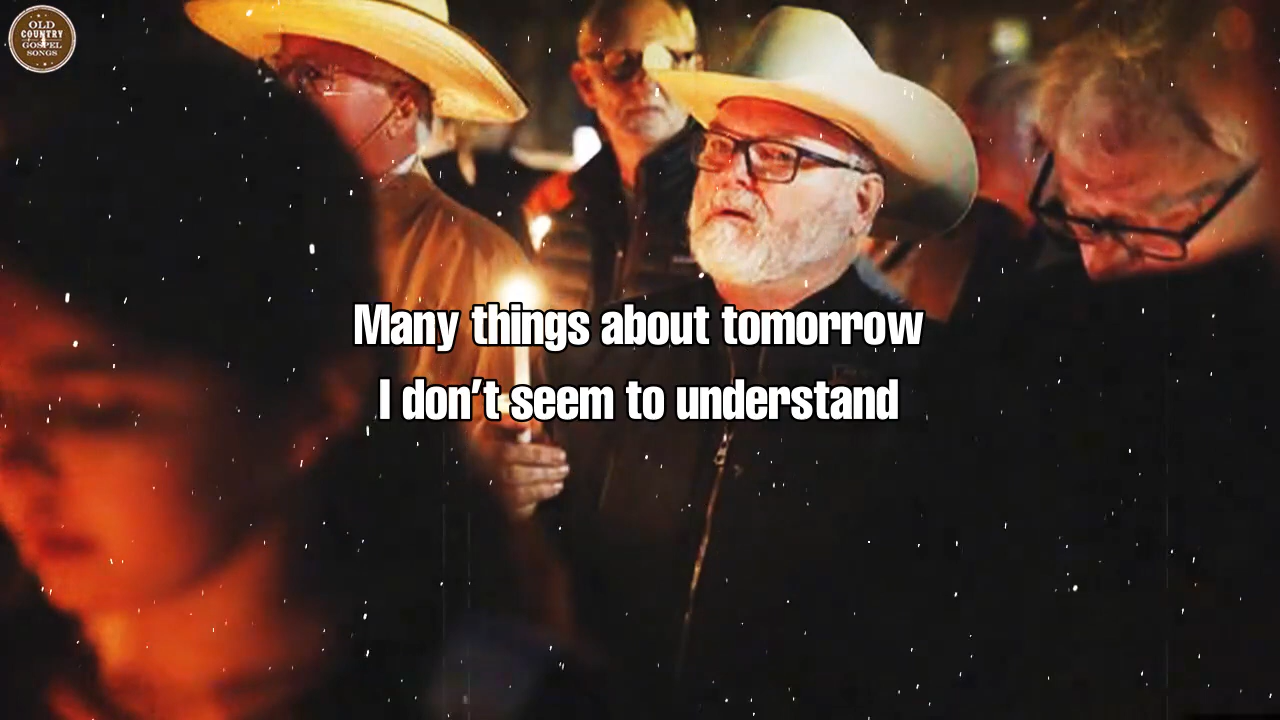 OLD
COUNTRY
GOSPEL
SONGS
Many things about tomorrow
I don't seem to understand